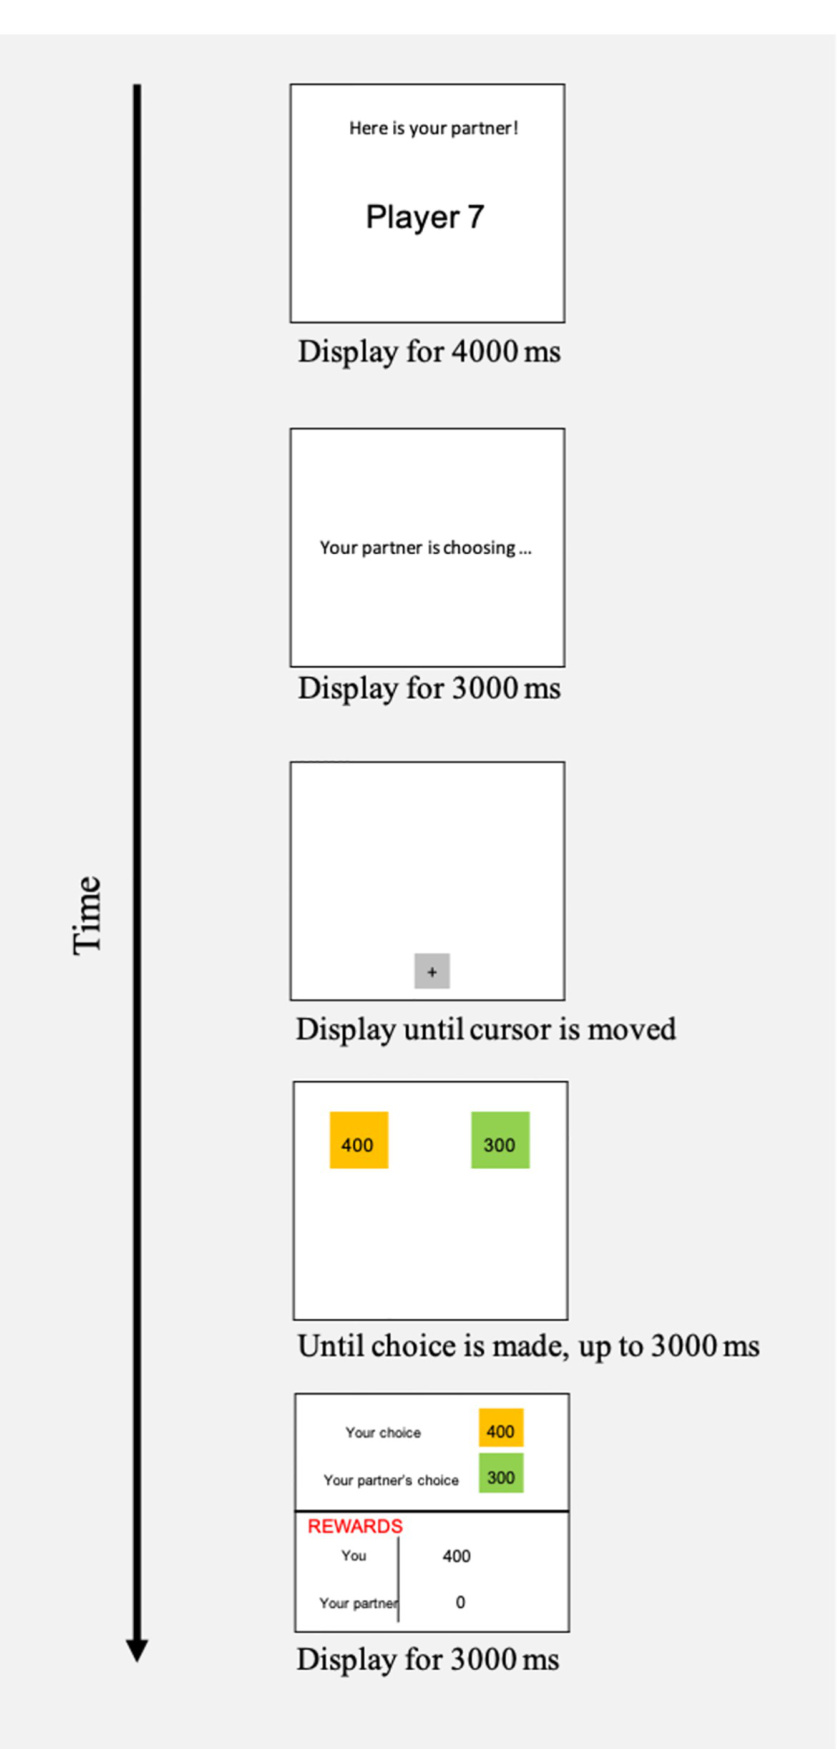 Here is your partner!
Player 7
Display for 4000 ms
Your partner is choosing ...
Display for 3000 ms
Time
+
Display until cursor is moved
400 300
Until choice is made, up to 3000 ms
Your choice 400
Your partner's choice 300
REWARDS
You 400
Your partner 0
Display for 3000 ms